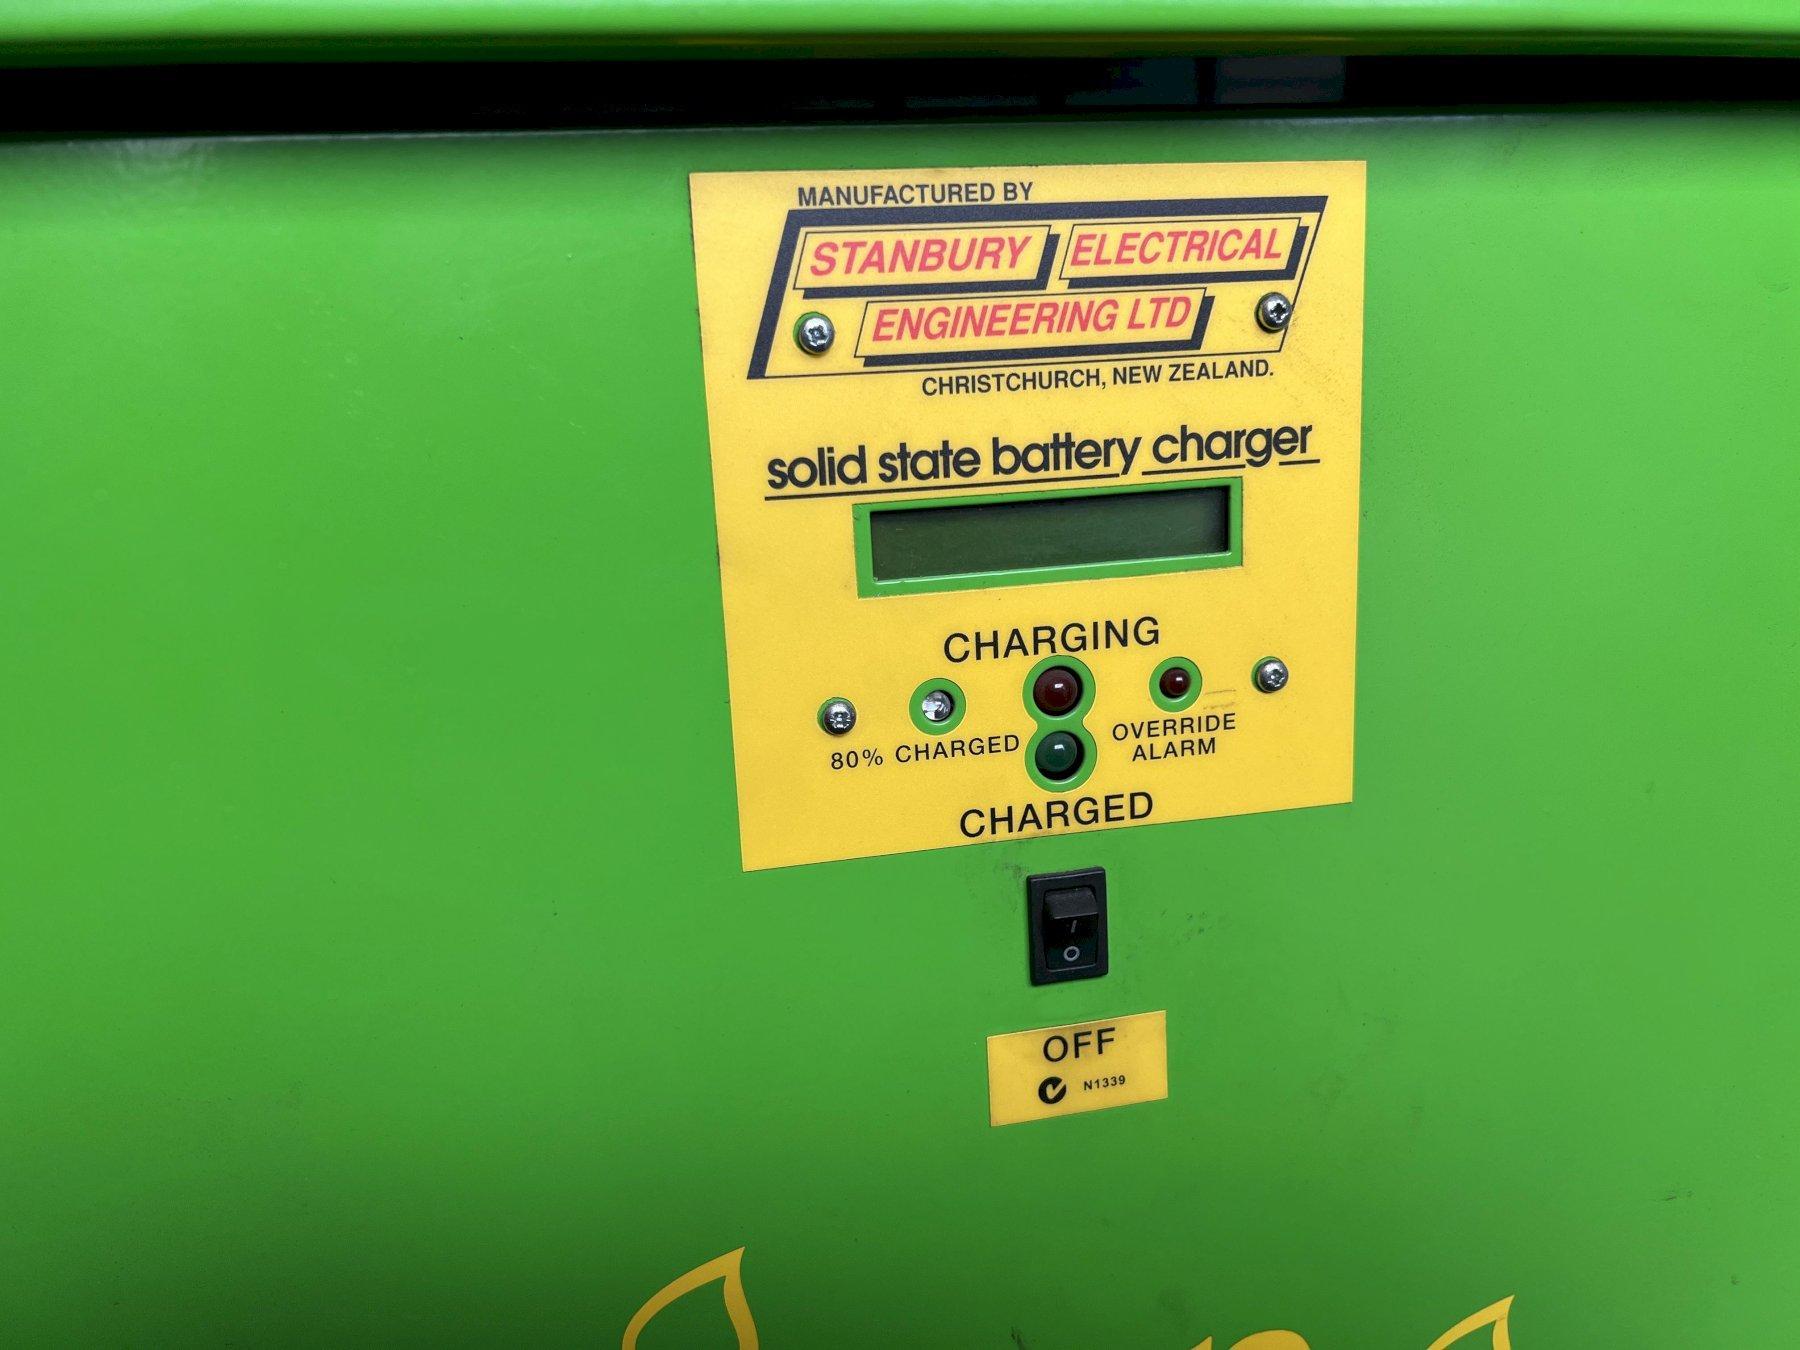 MANUFACTURED BY
STANBURY ELECTRICAL
ENGINEERING LTD
CHRISTCHURCH, NEW ZEALAND.
solid state battery charger
CHARGING
80% CHARGED
OVERRIDE
ALARM
CHARGED
I
O
OFF
N1339